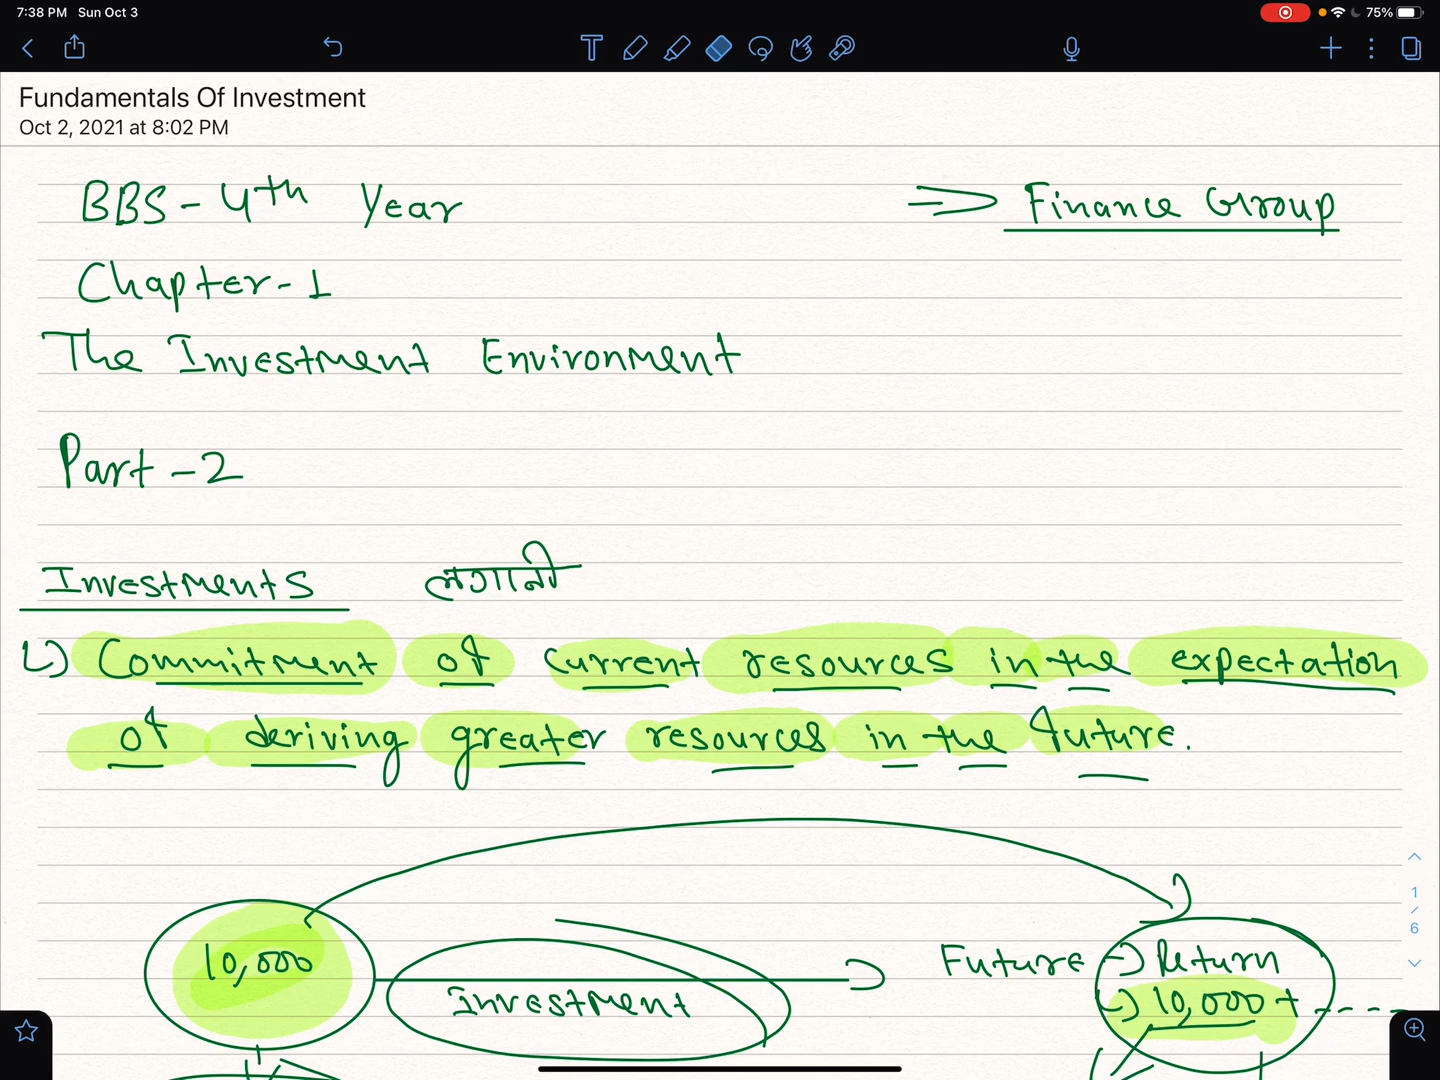 7:38 PM Sun Oct 3 75%
Fundamentals Of Investment
Oct 2, 2021 at 8:02 PM
BBS - 4th Year => Finance Group
Chapter - 1
The Investment Environment
Part - 2
Investments लगानी
↳ Commitment of current resources in the expectation
of deriving greater resources in the future.
10,000
Investment
Future → Return
↳ 10,000 + ----
1
/
6